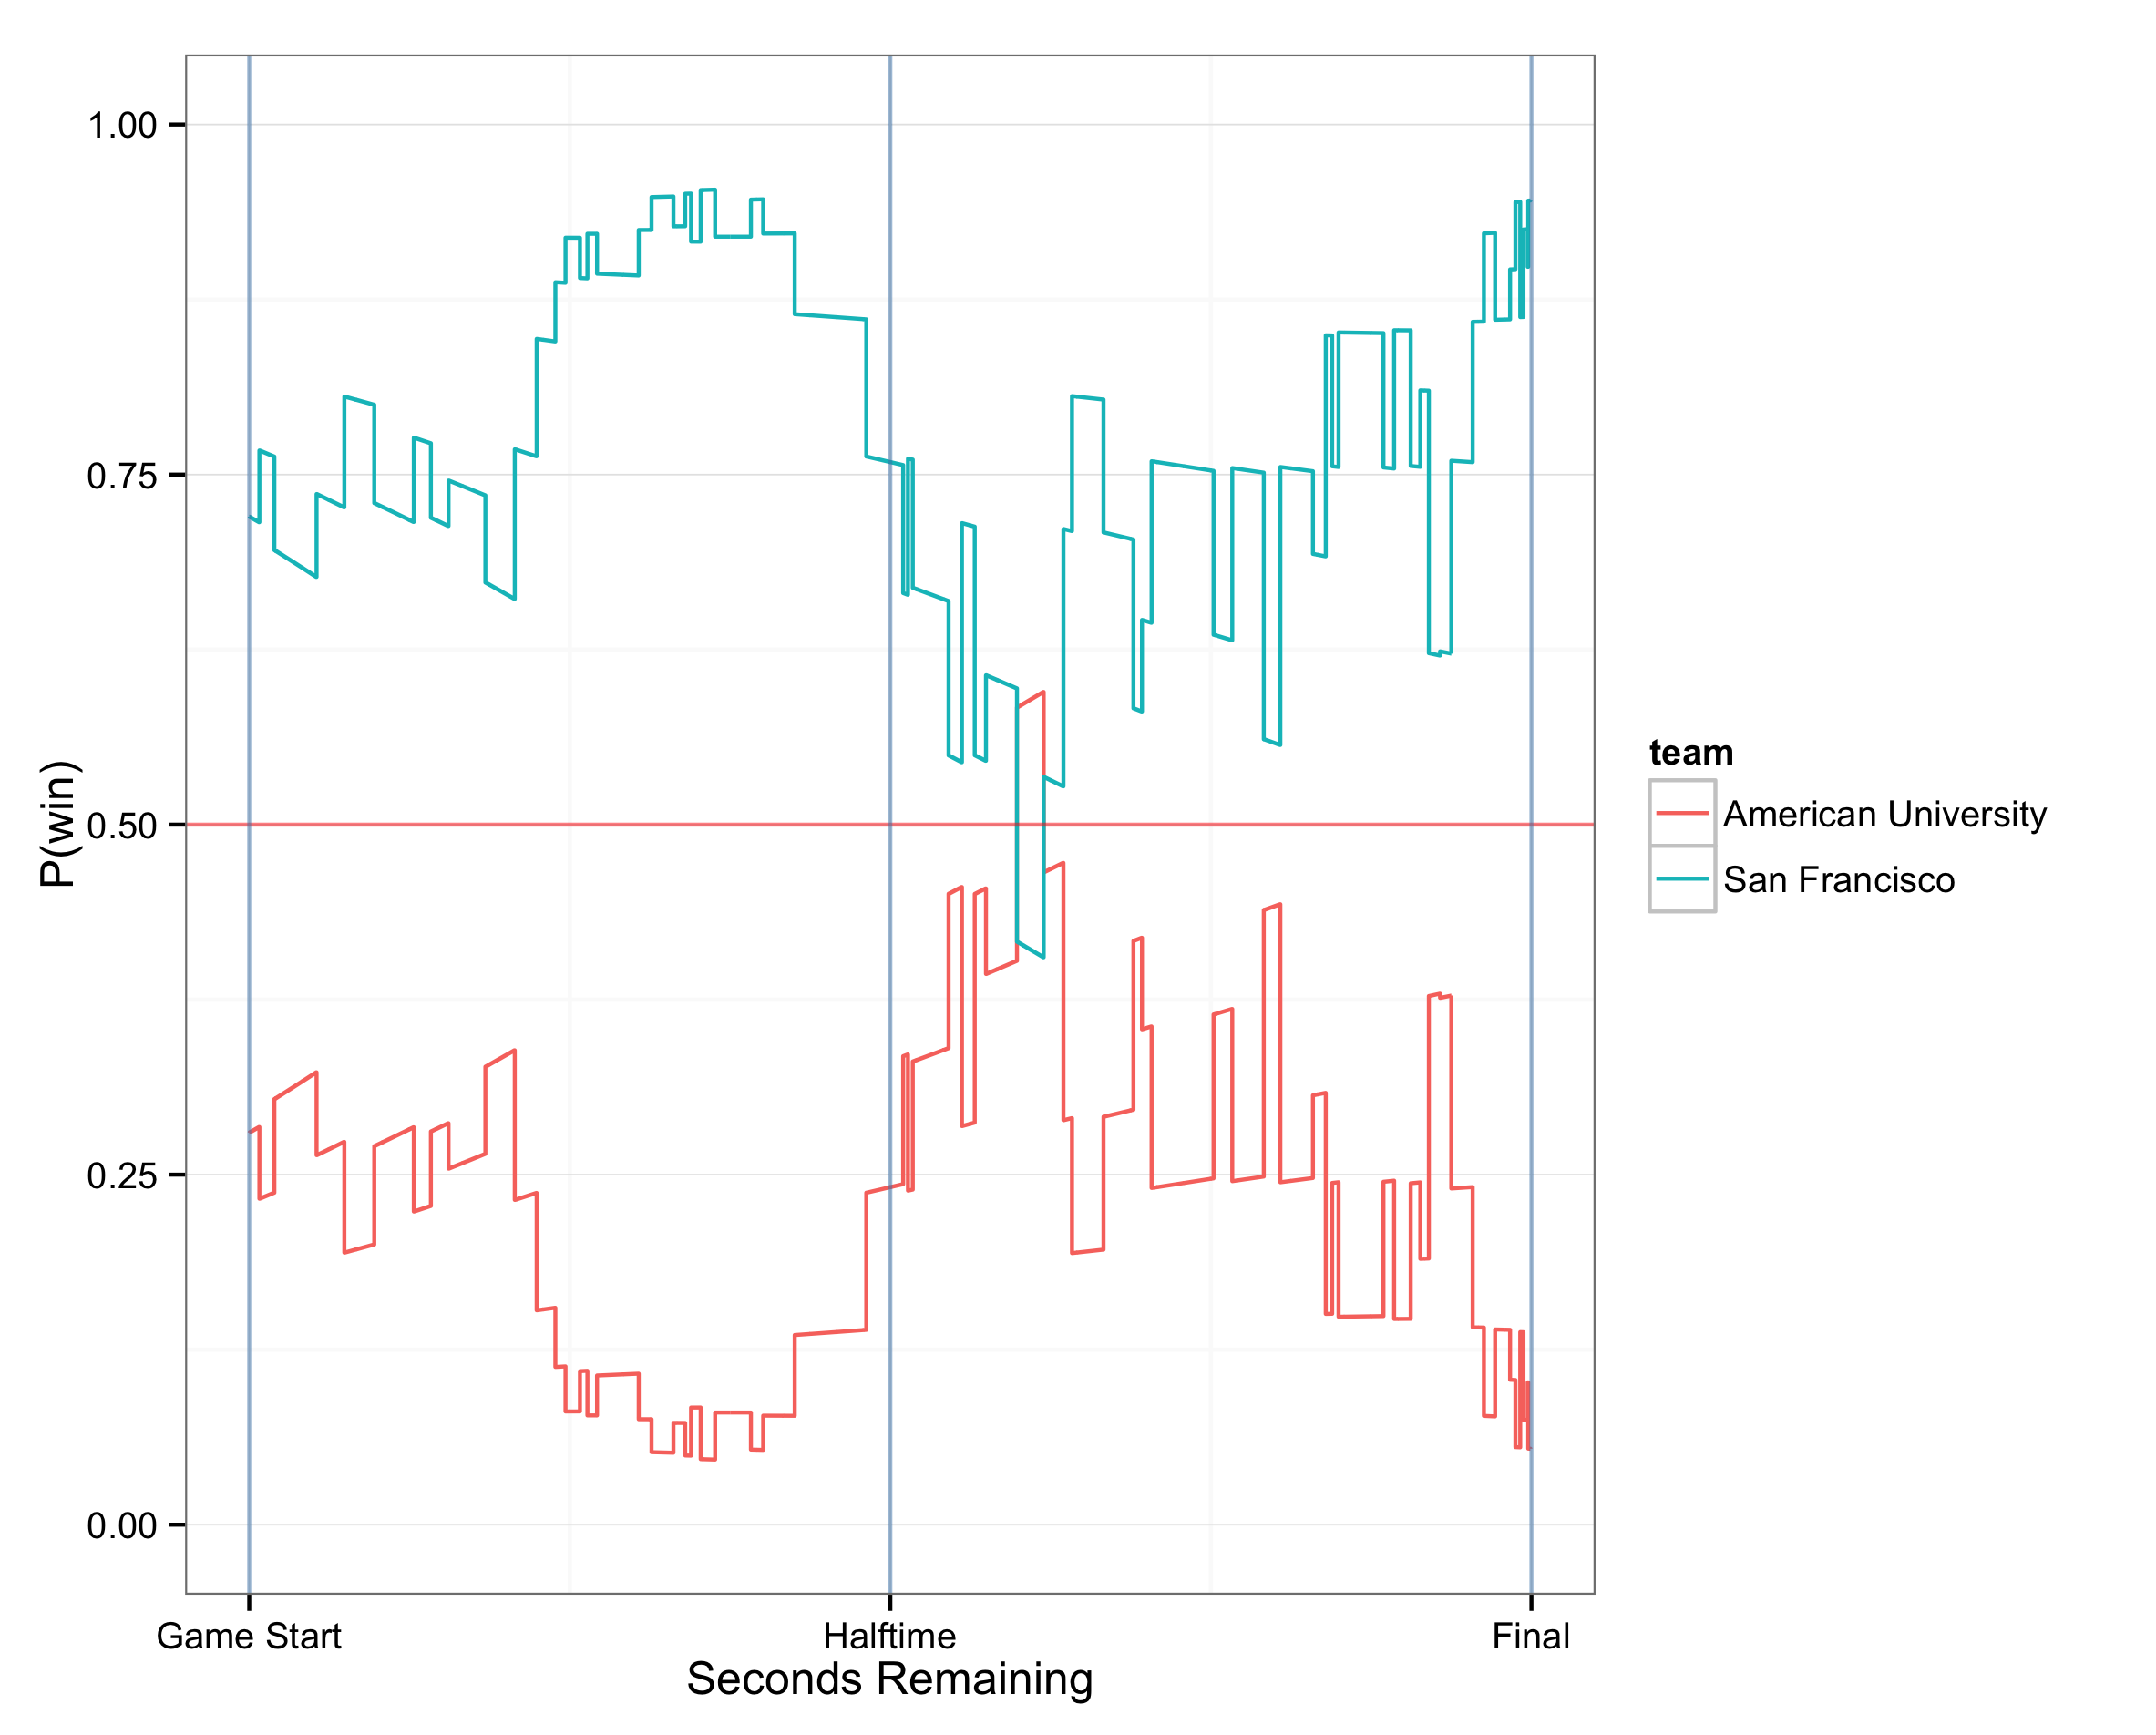 1.00
0.75
0.50
0.25
0.00
P(win)
Game Start
Halftime
Final
Seconds Remaining
team
American University
San Francisco